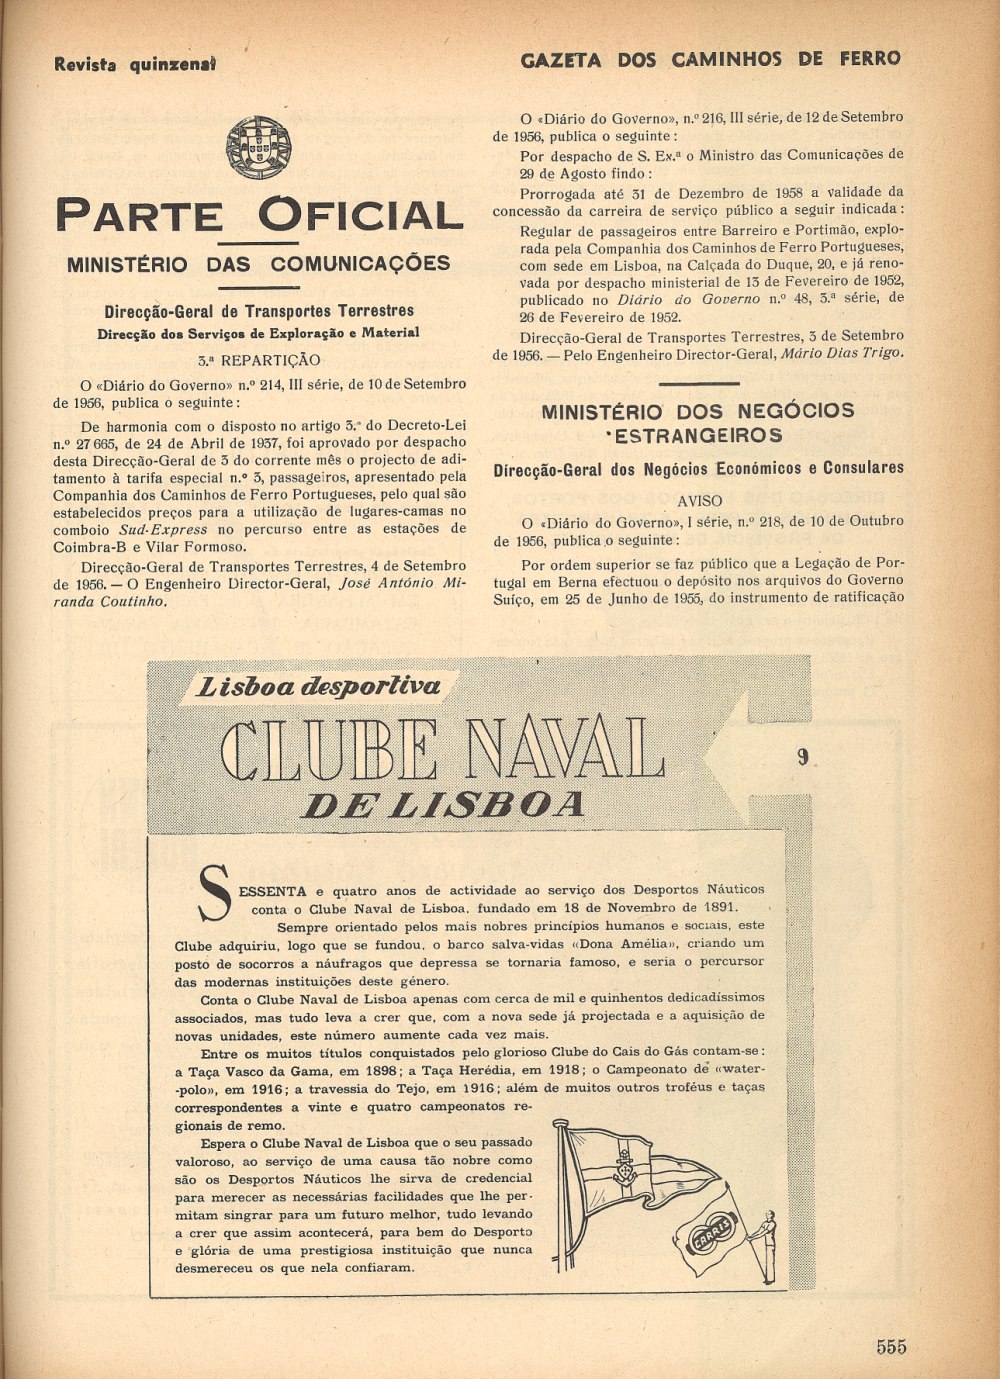 Revista quinzenal
GAZETA DOS CAMINHOS DE FERRO
PARTE OFICIAL
MINISTÉRIO DAS COMUNICAÇÕES
Direcção-Geral de Transportes Terrestres
Direcção dos Serviços de Exploração e Material
3.ª REPARTIÇÃO
O «Diário do Governo» n.º 214, III série, de 10 de Setembro
de 1956, publica o seguinte:
De harmonia com o disposto no artigo 3.º do Decreto-Lei
n.º 27 665, de 24 de Abril de 1937, foi aprovado por despacho
desta Direcção-Geral de 3 do corrente mês o projecto de adi-
tamento à tarifa especial n.º 3, passageiros, apresentado pela
Companhia dos Caminhos de Ferro Portugueses, pelo qual são
estabelecidos preços para a utilização de lugares-camas no
comboio Sud-Express no percurso entre as estações de
Coimbra-B e Vilar Formoso.
Direcção-Geral de Transportes Terrestres, 4 de Setembro
de 1956. — O Engenheiro Director-Geral, José António Mi-
randa Coutinho.
O «Diário do Governo», n.º 216, III série, de 12 de Setembro
de 1956, publica o seguinte:
Por despacho de S. Ex.ª o Ministro das Comunicações de
29 de Agosto findo:
Prorrogada até 31 de Dezembro de 1958 a validade da
concessão da carreira de serviço público a seguir indicada:
Regular de passageiros entre Barreiro e Portimão, explo-
rada pela Companhia dos Caminhos de Ferro Portugueses,
com sede em Lisboa, na Calçada do Duque, 20, e já reno-
vada por despacho ministerial de 13 de Fevereiro de 1952,
publicado no Diário do Governo n.º 48, 3.ª série, de
26 de Fevereiro de 1952.
Direcção-Geral de Transportes Terrestres, 3 de Setembro
de 1956. — Pelo Engenheiro Director-Geral, Mário Dias Trigo.
MINISTÉRIO DOS NEGÓCIOS
ESTRANGEIROS
Direcção-Geral dos Negócios Económicos e Consulares
AVISO
O «Diário do Governo», I série, n.º 218, de 10 de Outubro
de 1956, publica o seguinte:
Por ordem superior se faz público que a Legação de Por-
tugal em Berna efectuou o depósito nos arquivos do Governo
Suíço, em 25 de Junho de 1955, do instrumento de ratificação
Lisboa desportiva
CLUBE NAVAL
DE LISBOA
9
SESSENTA e quatro anos de actividade ao serviço dos Desportos Náuticos
conta o Clube Naval de Lisboa. fundado em 18 de Novembro de 1891.
Sempre orientado pelos mais nobres princípios humanos e sociais, este
Clube adquiriu, logo que se fundou, o barco salva-vidas «Dona Amélia», criando um
posto de socorros a náufragos que depressa se tornaria famoso, e seria o percursor
das modernas instituições deste género.
Conta o Clube Naval de Lisboa apenas com cerca de mil e quinhentos dedicadíssimos
associados, mas tudo leva a crer que, com a nova sede já projectada e a aquisição de
novas unidades, este número aumente cada vez mais.
Entre os muitos títulos conquistados pelo glorioso Clube do Cais do Gás contam-se:
a Taça Vasco da Gama, em 1898; a Taça Herédia, em 1918; o Campeonato de «water-
-polo», em 1916; a travessia do Tejo, em 1916; além de muitos outros troféus e taças
correspondentes a vinte e quatro campeonatos re-
gionais de remo.
Espera o Clube Naval de Lisboa que o seu passado
valoroso, ao serviço de uma causa tão nobre como
são os Desportos Náuticos lhe sirva de credencial
para merecer as necessárias facilidades que lhe per-
mitam singrar para um futuro melhor, tudo levando
a crer que assim acontecerá, para bem do Desporto
e glória de uma prestigiosa instituição que nunca
desmereceu os que nela confiaram.
CARRIS
555